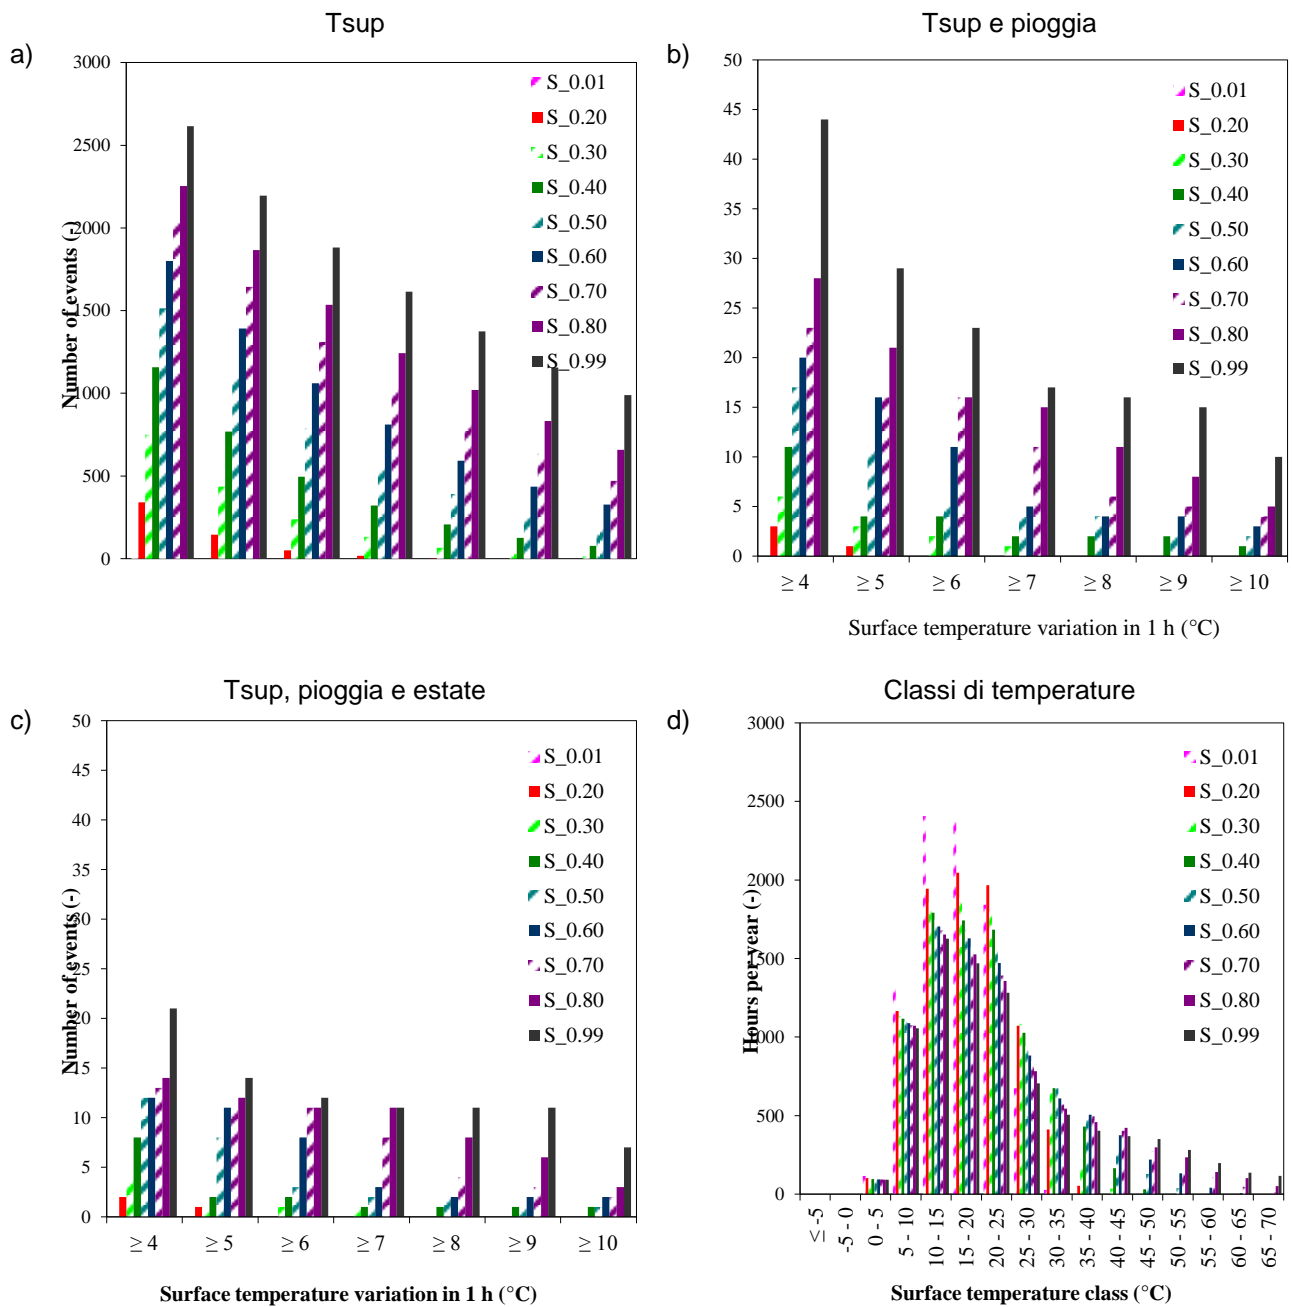 Tsup
a)
3000
2500
2000
1500
1000
500
0
Number of events (-)
S_0.01
S_0.20
S_0.30
S_0.40
S_0.50
S_0.60
S_0.70
S_0.80
S_0.99
Tsup e pioggia
b)
50
45
40
35
30
25
20
15
10
5
0
S_0.01
S_0.20
S_0.30
S_0.40
S_0.50
S_0.60
S_0.70
S_0.80
S_0.99
≥ 4 ≥ 5 ≥ 6 ≥ 7 ≥ 8 ≥ 9 ≥ 10
Surface temperature variation in 1 h (°C)
Tsup, pioggia e estate
c)
50
45
40
35
30
25
20
15
10
5
0
Number of events (-)
S_0.01
S_0.20
S_0.30
S_0.40
S_0.50
S_0.60
S_0.70
S_0.80
S_0.99
≥ 4 ≥ 5 ≥ 6 ≥ 7 ≥ 8 ≥ 9 ≥ 10
Surface temperature variation in 1 h (°C)
Classi di temperature
d)
3000
2500
2000
1500
1000
500
0
Hours per year (-)
S_0.01
S_0.20
S_0.30
S_0.40
S_0.50
S_0.60
S_0.70
S_0.80
S_0.99
≤ -5
-5 - 0
0 - 5
5 - 10
10 - 15
15 - 20
20 - 25
25 - 30
30 - 35
35 - 40
40 - 45
45 - 50
50 - 55
55 - 60
60 - 65
65 - 70
Surface temperature class (°C)